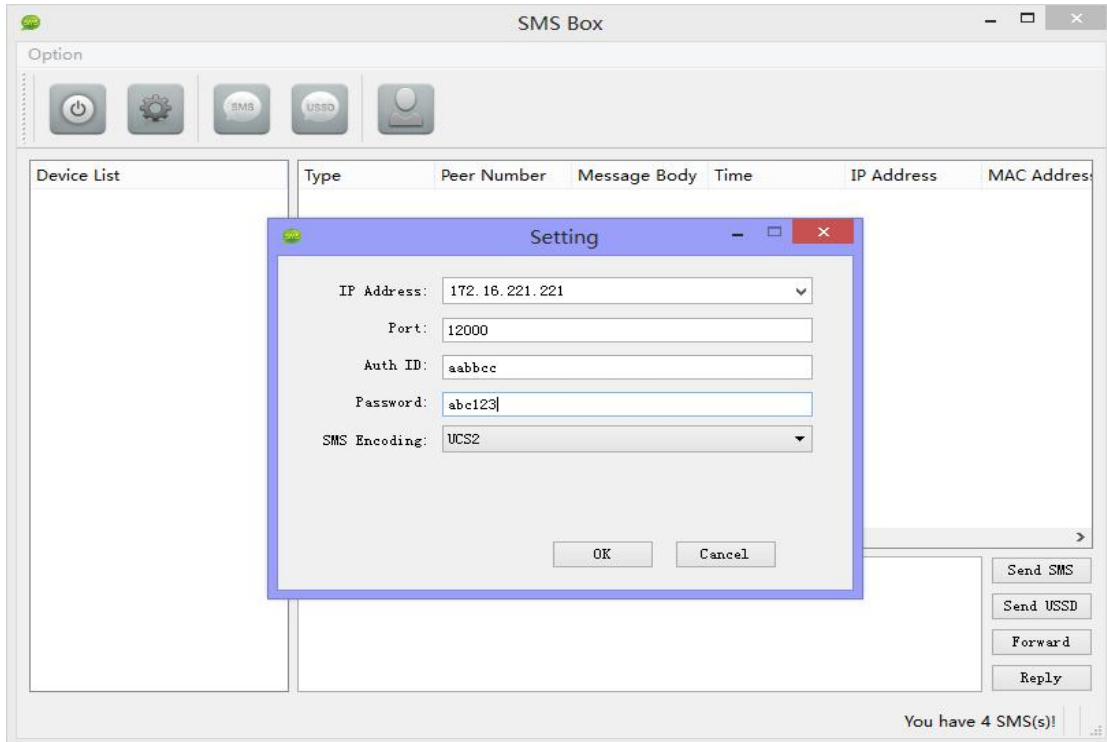 SMS Box
Option
SMS
USSD
Device List
Type Peer Number Message Body Time IP Address MAC Address
Setting
IP Address: 172.16.221.221
Port: 12000
Auth ID: aabbcc
Password: abc123
SMS Encoding: UCS2
OK Cancel
Send SMS
Send USSD
Forward
Reply
You have 4 SMS(s)!